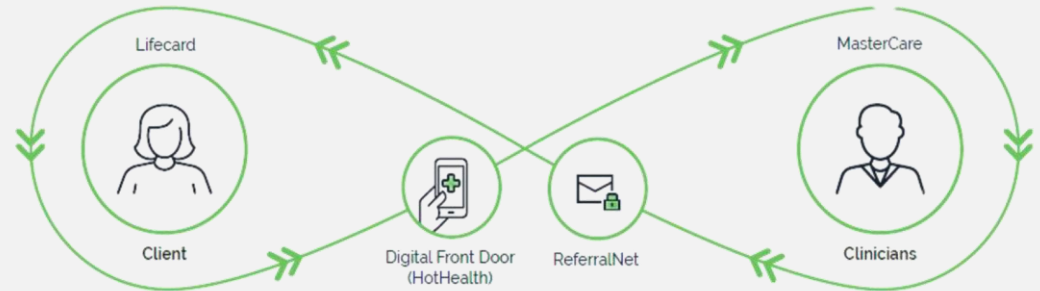 Lifecard
MasterCare
Client
Digital Front Door
(HotHealth)
ReferralNet
Clinicians